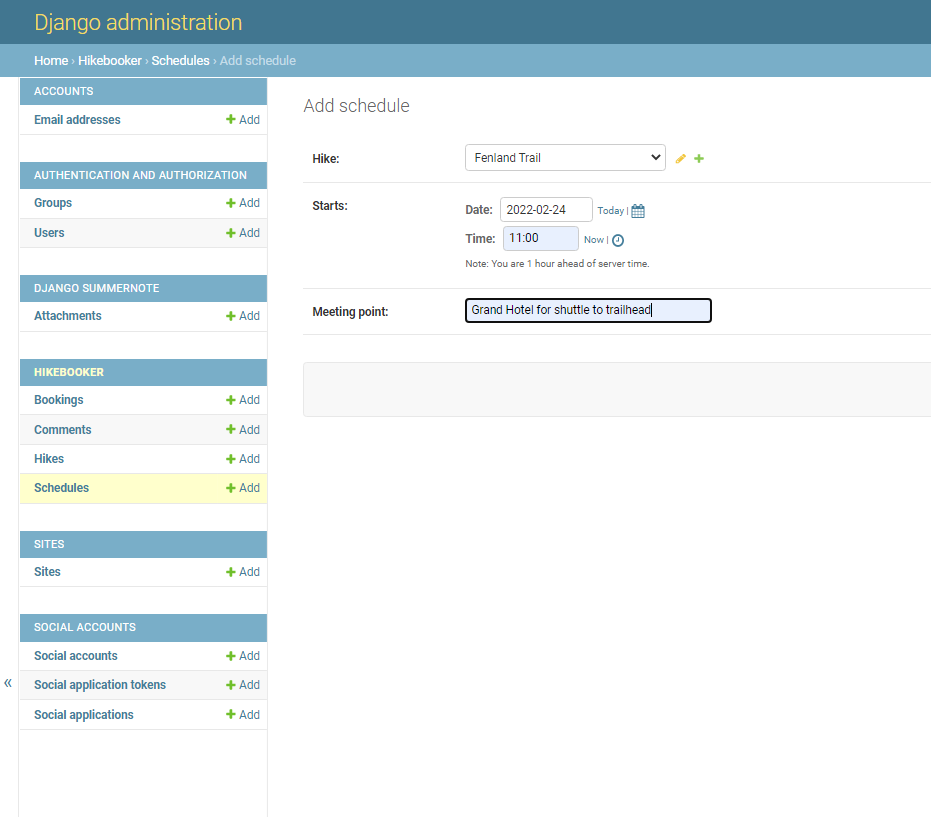 Django administration
Home › Hikebooker › Schedules › Add schedule
ACCOUNTS
Email addresses + Add
AUTHENTICATION AND AUTHORIZATION
Groups + Add
Users + Add
DJANGO SUMMERNOTE
Attachments + Add
HIKEBOOKER
Bookings + Add
Comments + Add
Hikes + Add
Schedules + Add
SITES
Sites + Add
SOCIAL ACCOUNTS
Social accounts + Add
Social application tokens + Add
Social applications + Add
«
Add schedule
Hike: Fenland Trail
Starts: Date: 2022-02-24 Today |
Time: 11:00 Now |
Note: You are 1 hour ahead of server time.
Meeting point: Grand Hotel for shuttle to trailhead